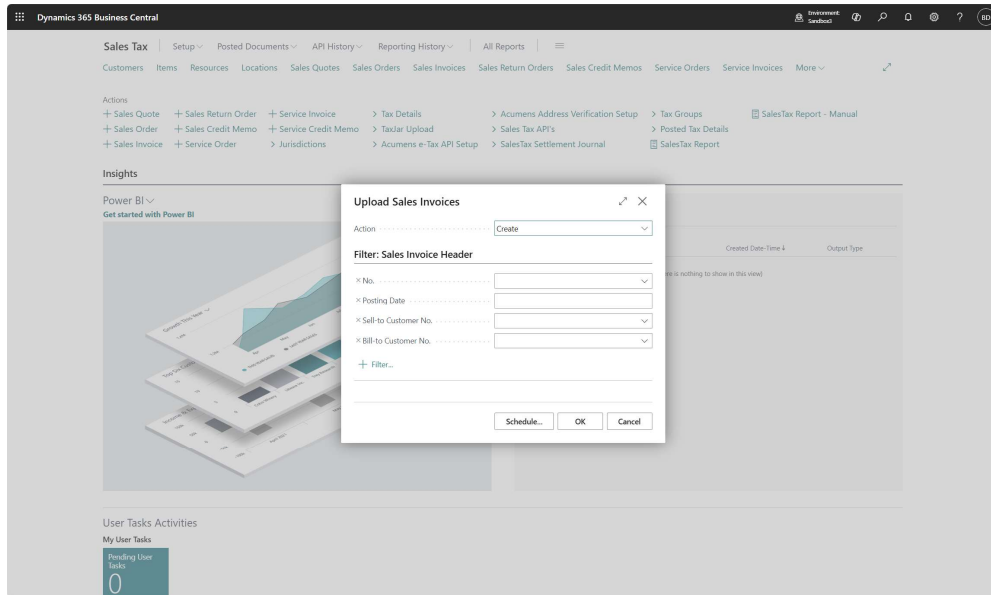 Dynamics 365 Business Central
Environment:
Sandbox3
BD
Sales Tax Setup Posted Documents API History Reporting History All Reports
Customers Items Resources Locations Sales Quotes Sales Orders Sales Invoices Sales Return Orders Sales Credit Memos Service Orders Service Invoices More
Actions
+ Sales Quote + Sales Return Order + Service Invoice > Tax Details > Acumens Address Verification Setup > Tax Groups SalesTax Report - Manual
+ Sales Order + Sales Credit Memo + Service Credit Memo > TaxJar Upload > Sales Tax API's > Posted Tax Details
+ Sales Invoice + Service Order > Jurisdictions > Acumens e-Tax API Setup > SalesTax Settlement Journal SalesTax Report
Insights
Power BI
Get started with Power BI
Growth This Year
Upload Sales Invoices
Action Create
Filter: Sales Invoice Header
× No.
× Posting Date
× Sell-to Customer No.
× Bill-to Customer No.
+ Filter...
Schedule... OK Cancel
Created Date-Time ↓ Output Type
is nothing to show in this view)
User Tasks Activities
My User Tasks
Pending User
Tasks
0